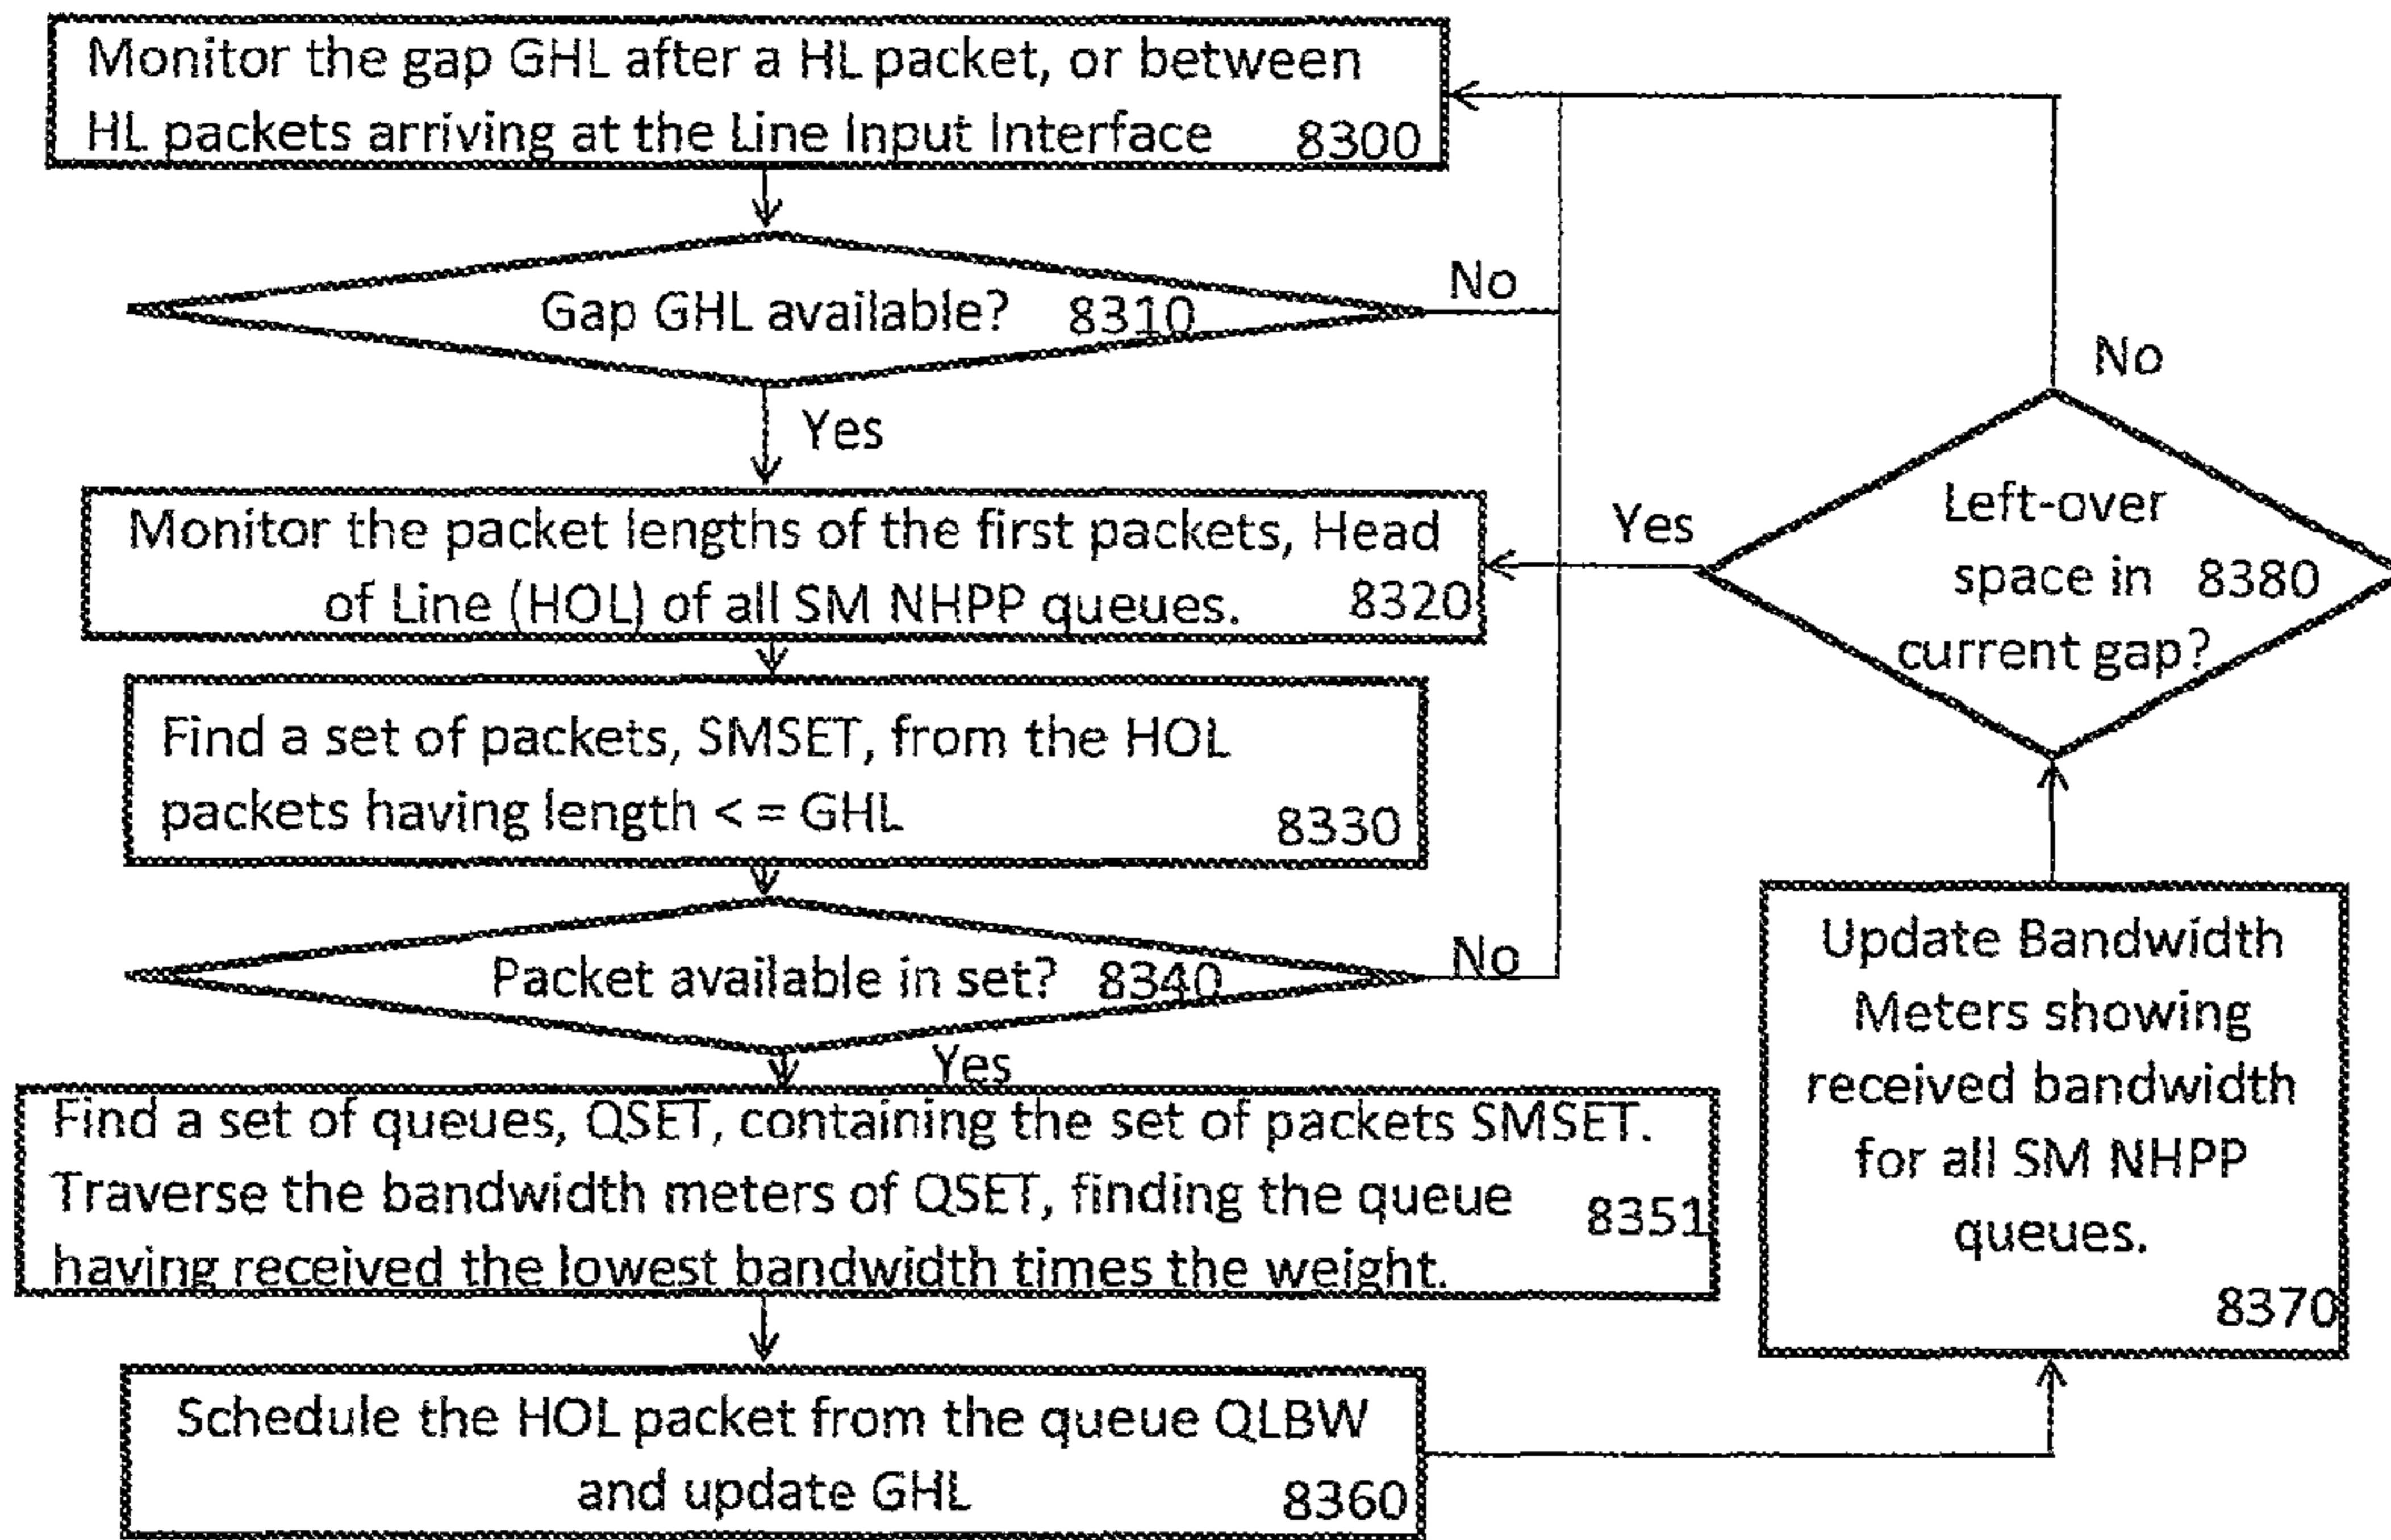 Monitor the gap GHL after a HL packet, or between
HL packets arriving at the Line Input Interface 8300
Gap GHL available? 8310
No
Yes
Monitor the packet lengths of the first packets, Head
of Line (HOL) of all SM NHPP queues. 8320
Find a set of packets, SMSET, from the HOL
packets having length < = GHL 8330
Packet available in set? 8340
No
Yes
Find a set of queues, QSET, containing the set of packets SMSET.
Traverse the bandwidth meters of QSET, finding the queue 8351
having received the lowest bandwidth times the weight.
Schedule the HOL packet from the queue QLBW
and update GHL 8360
Update Bandwidth
Meters showing
received bandwidth
for all SM NHPP
queues.
8370
Left-over
space in 8380
current gap?
Yes
No